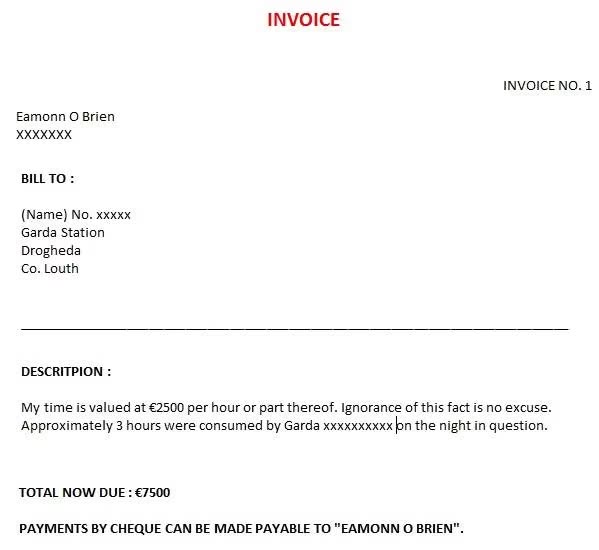 INVOICE
INVOICE NO. 1
Eamonn O Brien
XXXXXXX
BILL TO :
(Name) No. xxxxx
Garda Station
Drogheda
Co. Louth
DESCRITPION :
My time is valued at €2500 per hour or part thereof. Ignorance of this fact is no excuse.
Approximately 3 hours were consumed by Garda xxxxxxxxxx on the night in question.
TOTAL NOW DUE : €7500
PAYMENTS BY CHEQUE CAN BE MADE PAYABLE TO "EAMONN O BRIEN".